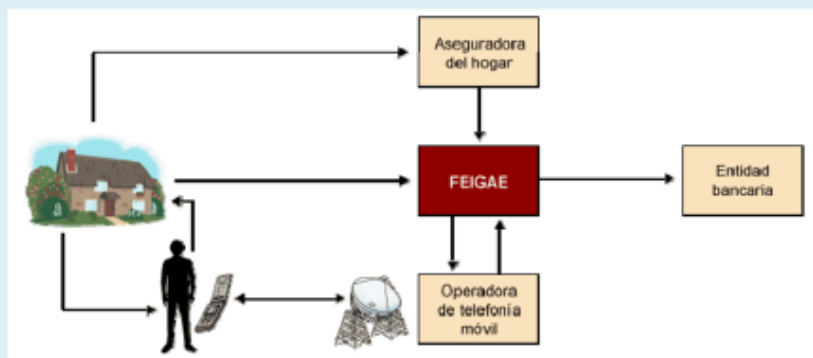 Aseguradora
del hogar
FEIGAE
Entidad
bancaria
Operadora
de telefonía
móvil